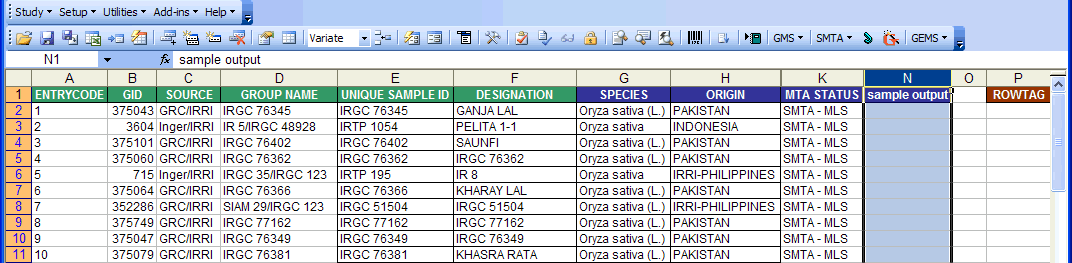 Study Setup Utilities Add-ins Help
Variate GMS SMTA GEMS
N1 fx sample output
A B C D E F G H K N O P
1 ENTRYCODE GID SOURCE GROUP NAME UNIQUE SAMPLE ID DESIGNATION SPECIES ORIGIN MTA STATUS sample output ROWTAG
2 1 375043 GRC/IRRI IRGC 76345 IRGC 76345 GANJA LAL Oryza sativa (L.) PAKISTAN SMTA - MLS
3 2 3604 Inger/IRRI IR 5/IRGC 48928 IRTP 1054 PELITA 1-1 Oryza sativa INDONESIA SMTA - MLS
4 3 375101 GRC/IRRI IRGC 76402 IRGC 76402 SAUNFI Oryza sativa (L.) PAKISTAN SMTA - MLS
5 4 375060 GRC/IRRI IRGC 76362 IRGC 76362 IRGC 76362 Oryza sativa (L.) PAKISTAN SMTA - MLS
6 5 715 Inger/IRRI IRGC 35/IRGC 123 IRTP 195 IR 8 Oryza sativa IRRI-PHILIPPINES SMTA - MLS
7 6 375064 GRC/IRRI IRGC 76366 IRGC 76366 KHARAY LAL Oryza sativa (L.) PAKISTAN SMTA - MLS
8 7 352286 GRC/IRRI SIAM 29/IRGC 123 IRGC 51504 IRGC 51504 Oryza sativa (L.) IRRI-PHILIPPINES SMTA - MLS
9 8 375749 GRC/IRRI IRGC 77162 IRGC 77162 IRGC 77162 Oryza sativa (L.) PAKISTAN SMTA - MLS
10 9 375047 GRC/IRRI IRGC 76349 IRGC 76349 IRGC 76349 Oryza sativa (L.) PAKISTAN SMTA - MLS
11 10 375079 GRC/IRRI IRGC 76381 IRGC 76381 KHASRA RATA Oryza sativa (L.) PAKISTAN SMTA - MLS